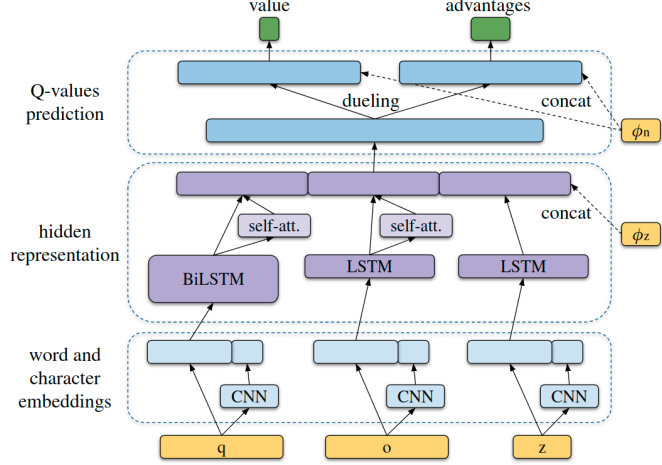 value
advantages
Q-values
prediction
dueling
concat
ϕn
hidden
representation
concat
self-att.
self-att.
ϕz
BiLSTM
LSTM
LSTM
word and
character
embeddings
CNN
CNN
CNN
q
o
z